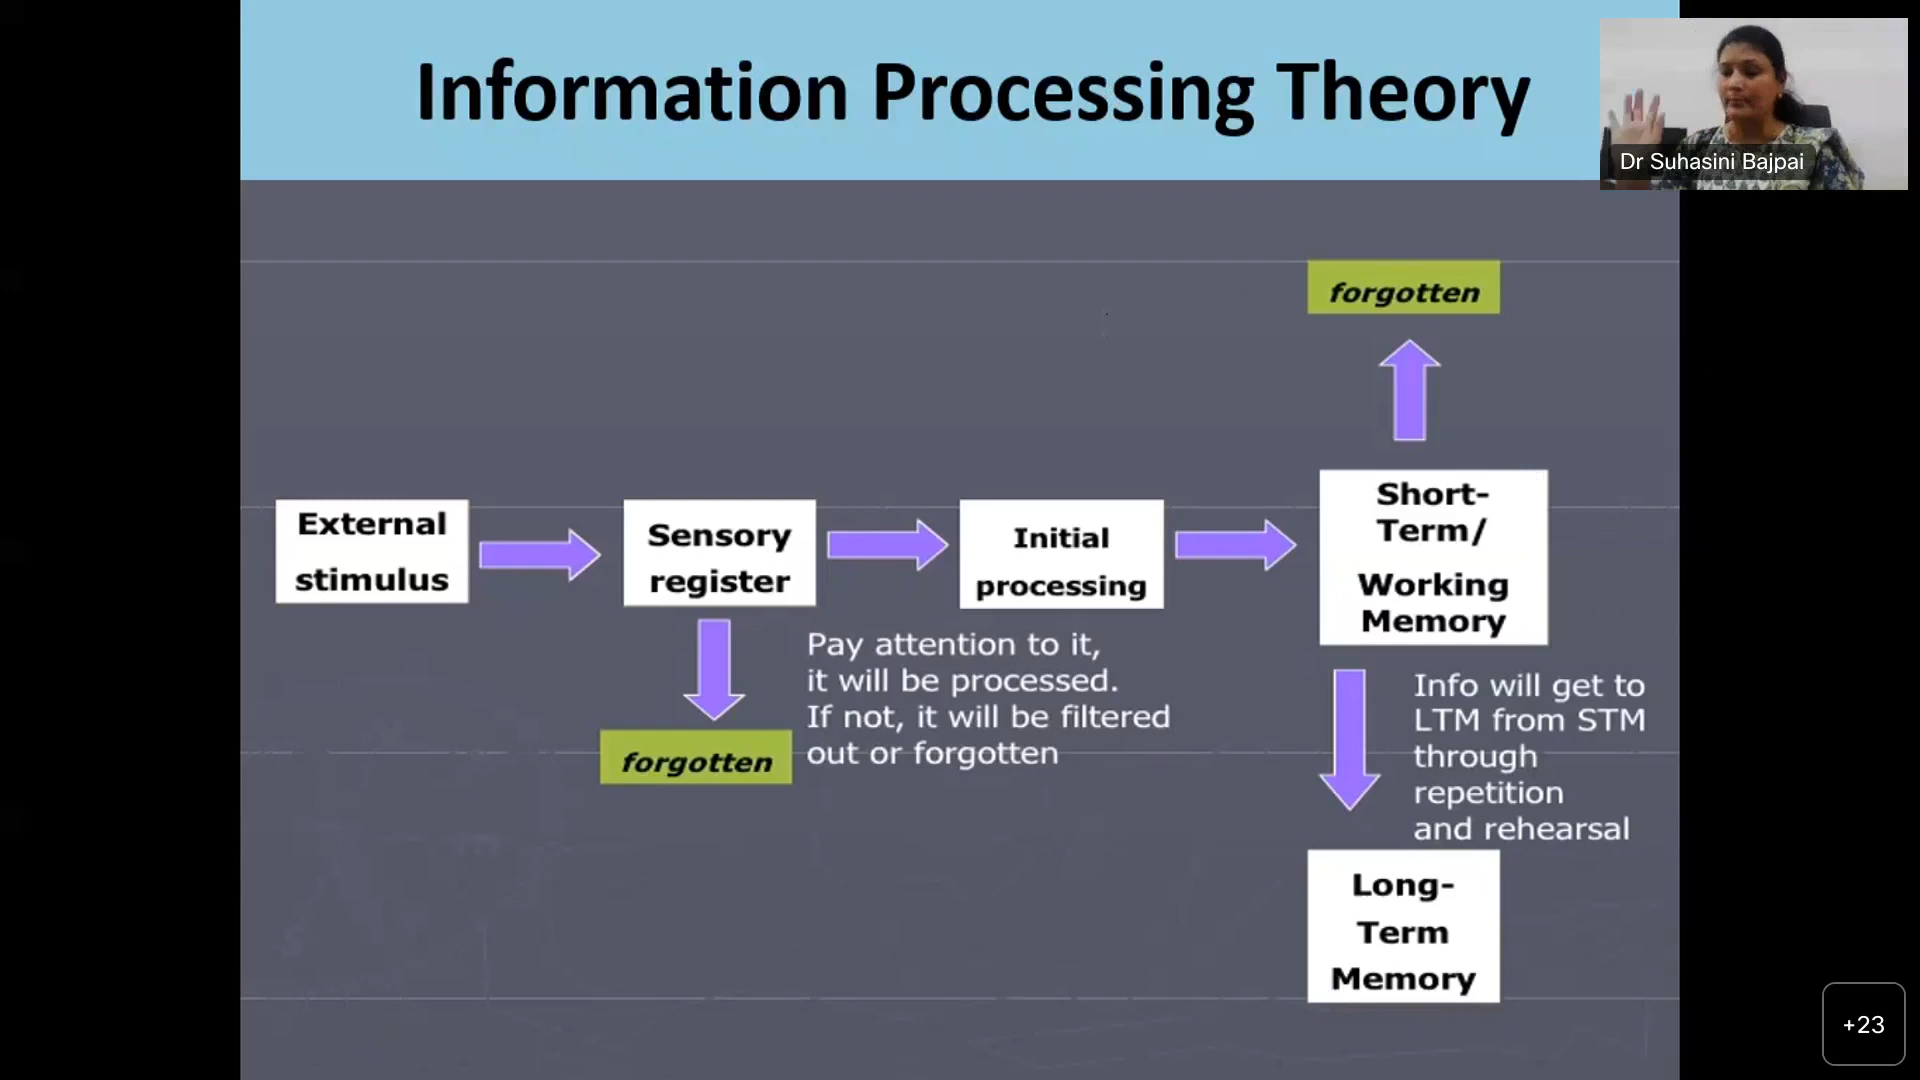 Information Processing Theory
Dr Suhasini Bajpai
forgotten
External
stimulus
Sensory
register
Initial
processing
Short-
Term/
Working
Memory
Pay attention to it,
it will be processed.
If not, it will be filtered
out or forgotten
forgotten
Info will get to
LTM from STM
through
repetition
and rehearsal
Long-
Term
Memory
+23